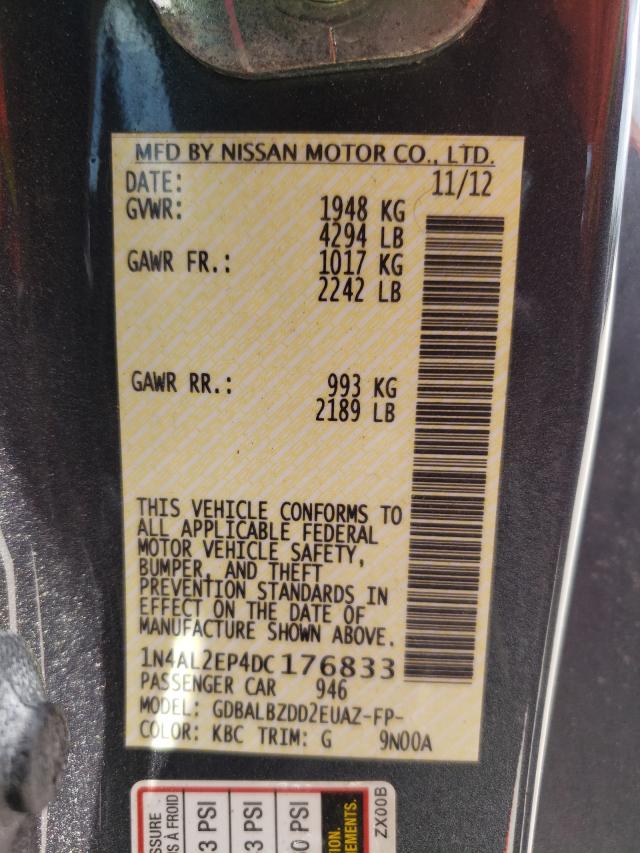 MFD BY NISSAN MOTOR CO., LTD.
DATE: 11/12
GVWR: 1948 KG
4294 LB
GAWR FR.: 1017 KG
2242 LB
GAWR RR.: 993 KG
2189 LB
THIS VEHICLE CONFORMS TO
ALL APPLICABLE FEDERAL
MOTOR VEHICLE SAFETY,
BUMPER, AND THEFT
PREVENTION STANDARDS IN
EFFECT ON THE DATE OF
MANUFACTURE SHOWN ABOVE.
1N4AL2EP4DC176833
PASSENGER CAR 946
MODEL: GDBALBZDD2EUAZ-FP-
COLOR: KBC TRIM: G 9N00A
À FROID
PSI
PSI
PSI
ZX00B